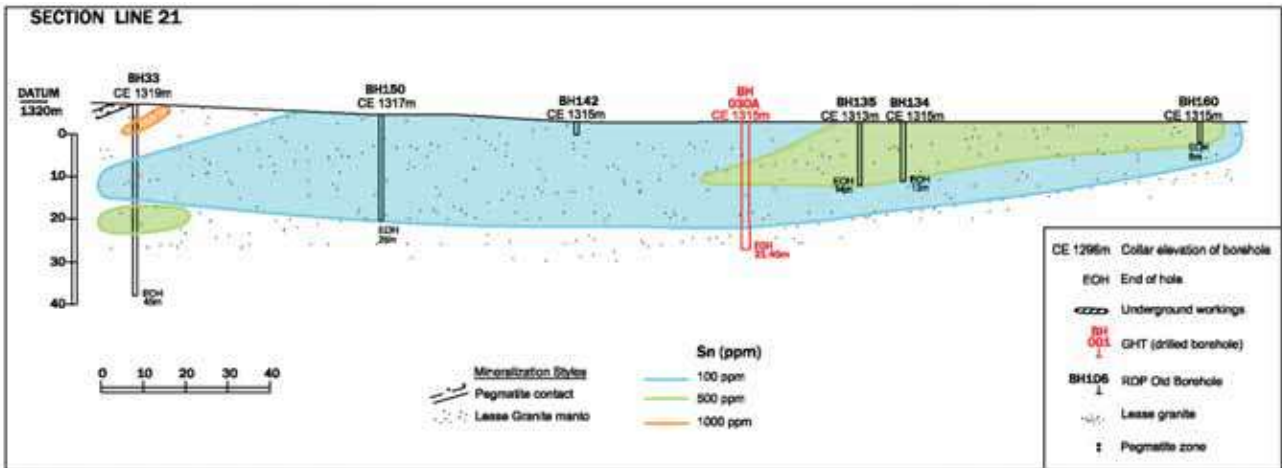 SECTION LINE 21
DATUM
1320m
BH33
CE 1319m
BH150
CE 1317m
BH142
CE 1315m
BH
030A
CE 1315m
BH135
CE 1313m
BH134
CE 1315m
BH160
CE 1315m
0
10
20
30
40
EOH
EOH
EOH
EOH
EOH
EOH
0 10 20 30 40
Mineralization Styles
Pegmatite contact
Lease Granite manto
Sn (ppm)
100 ppm
500 ppm
1000 ppm
CE 1296m Collar elevation of borehole
EOH End of hole
Underground workings
BH
001
GHT (drilled borehole)
BH106 ROP Old Borehole
Lease granite
Pegmatite zone